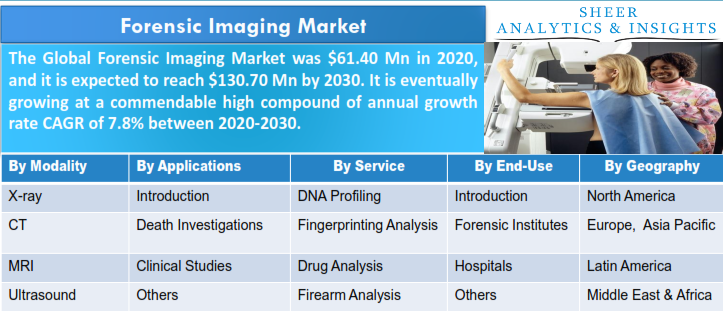 Forensic Imaging Market
SHEER
ANALYTICS & INSIGHTS
The Global Forensic Imaging Market was $61.40 Mn in 2020,
and it is expected to reach $130.70 Mn by 2030. It is eventually
growing at a commendable high compound of annual growth
rate CAGR of 7.8% between 2020-2030.
By Modality By Applications By Service By End-Use By Geography
X-ray Introduction DNA Profiling Introduction North America
CT Death Investigations Fingerprinting Analysis Forensic Institutes Europe, Asia Pacific
MRI Clinical Studies Drug Analysis Hospitals Latin America
Ultrasound Others Firearm Analysis Others Middle East & Africa